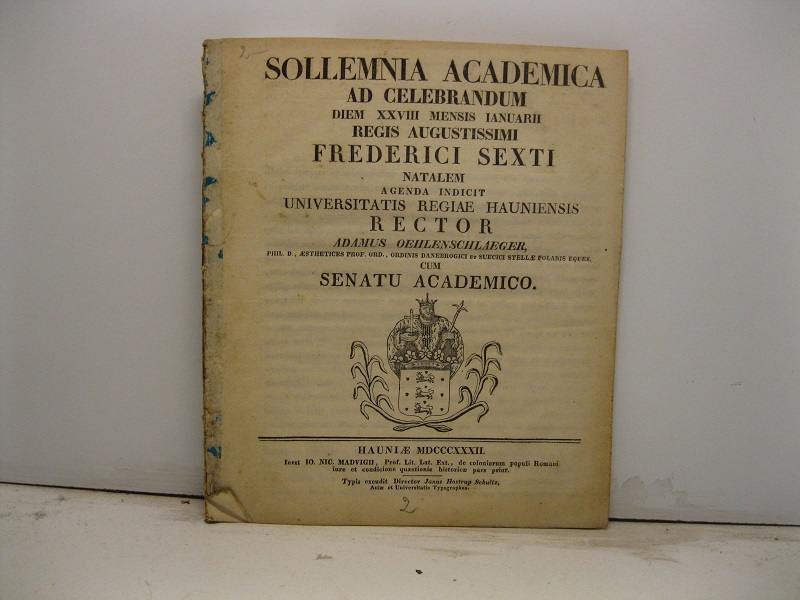 2-
SOLLEMNIA ACADEMICA
AD CELEBRANDUM
DIEM XXVIII MENSIS IANUARII
REGIS AUGUSTISSIMI
FREDERICI SEXTI
NATALEM
AGENDA INDICIT
UNIVERSITATIS REGIAE HAUNIENSIS
RECTOR
ADAMUS OEHLENSCHLAEGER,
PHIL. D., ÆSTHETICES PROF. ORD., ORDINIS DANEBROGICI ET SUECICI STELLÆ POLARIS EQUES,
CUM
SENATU ACADEMICO.
HAUNIÆ MDCCCXXXII.
Inest IO. NIC. MADVIGII, Prof. Lit. Lat. Ext., de coloniarum populi Romani
iure et condicione quæstionis historicæ pars prior.
Typis excudit Director Janus Hostrup Schultz,
Aulæ et Universitatis Typographus.
2